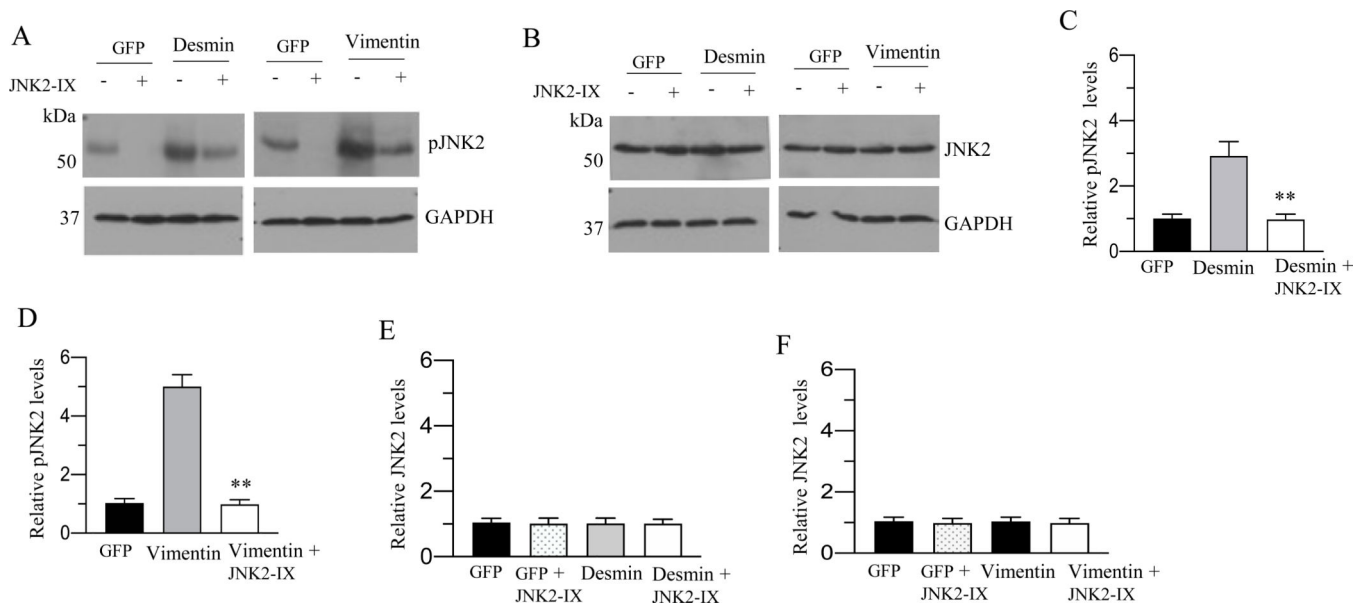 A
GFP Desmin GFP Vimentin
JNK2-IX - + - + - + - +
kDa
50
pJNK2
37
GAPDH
B
GFP Desmin GFP Vimentin
JNK2-IX - + - + - + - +
kDa
50
JNK2
37
GAPDH
C
Relative pJNK2 levels
6
4
2
0
**
GFP Desmin Desmin +
JNK2-IX
D
Relative pJNK2 levels
6
4
2
0
**
GFP Vimentin Vimentin +
JNK2-IX
E
Relative JNK2 levels
6
4
2
0
GFP GFP + Desmin Desmin +
JNK2-IX JNK2-IX
F
Relative JNK2 levels
6
4
2
0
GFP GFP + Vimentin Vimentin +
JNK2-IX JNK2-IX